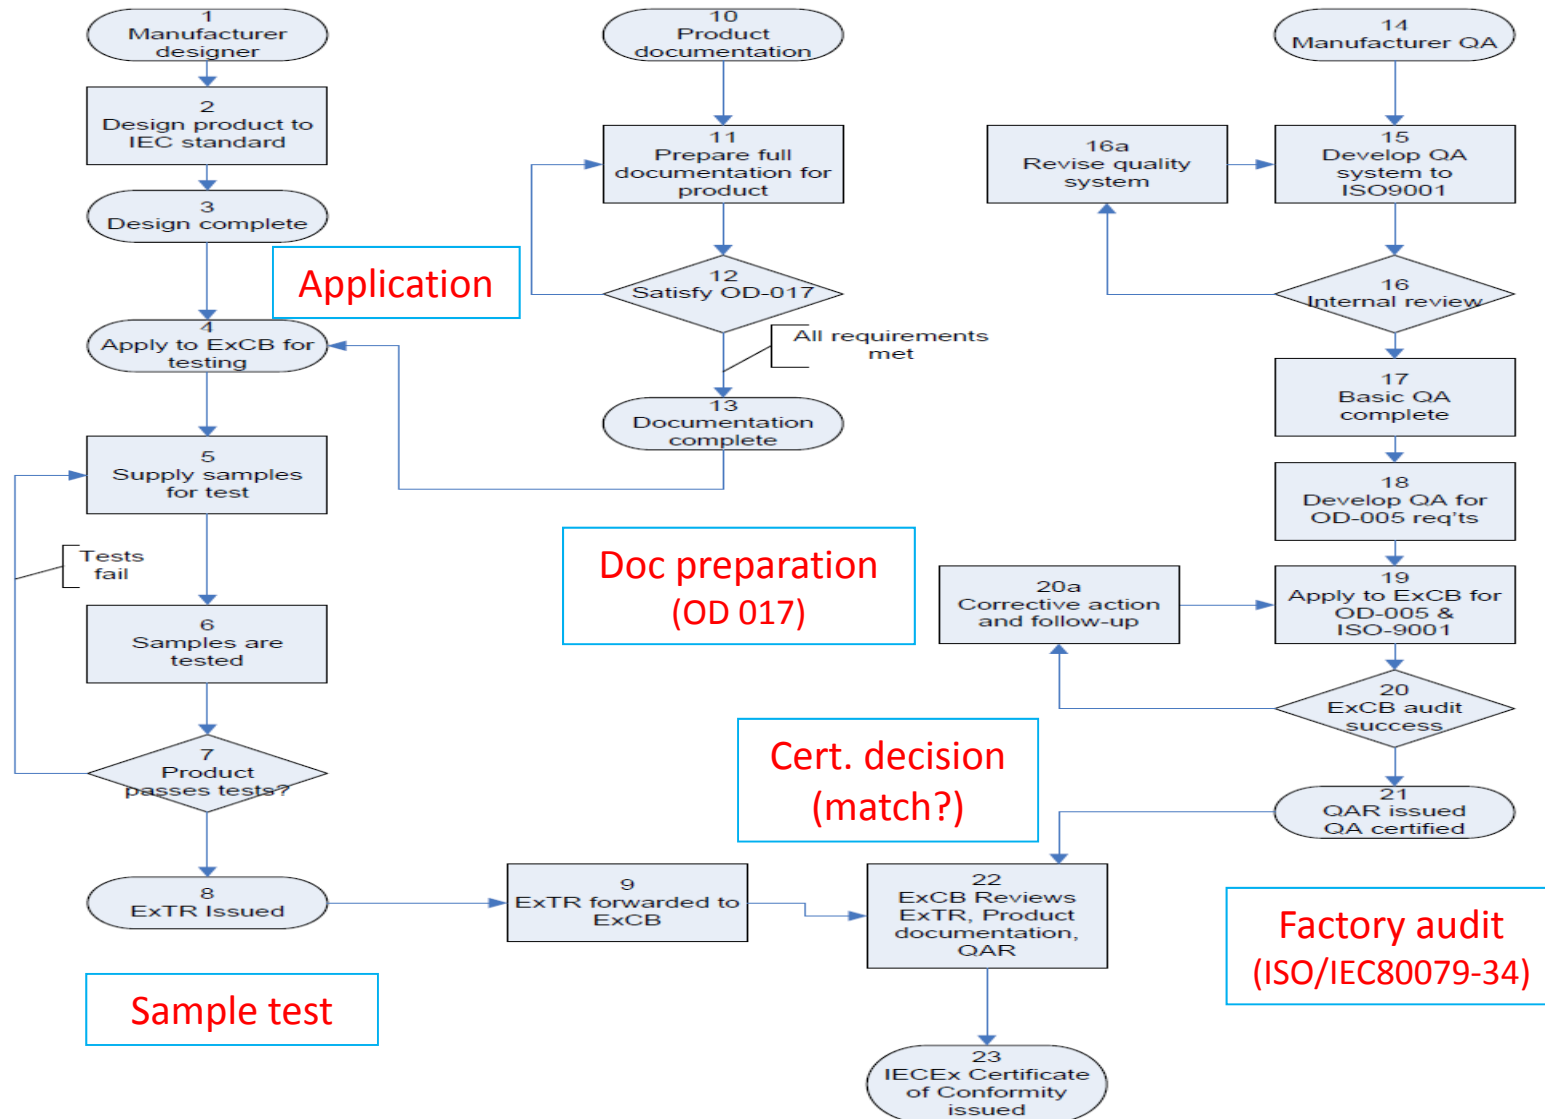 1
Manufacturer
designer
2
Design product to
IEC standard
3
Design complete
Application
4
Apply to ExCB for
testing
5
Supply samples
for test
Tests
fail
6
Samples are
tested
7
Product
passes tests?
8
ExTR Issued
Sample test
9
ExTR forwarded to
ExCB
10
Product
documentation
11
Prepare full
documentation for
product
12
Satisfy OD-017
All requirements
met
13
Documentation
complete
Doc preparation
(OD 017)
14
Manufacturer QA
15
Develop QA
system to
ISO9001
16a
Revise quality
system
16
Internal review
17
Basic QA
complete
18
Develop QA for
OD-005 req'ts
19
Apply to ExCB for
OD-005 &
ISO-9001
20a
Corrective action
and follow-up
20
ExCB audit
success
21
QAR issued
QA certified
Cert. decision
(match?)
Factory audit
(ISO/IEC80079-34)
22
ExCB Reviews
ExTR, Product
documentation,
QAR
23
IECEx Certificate
of Conformity
issued